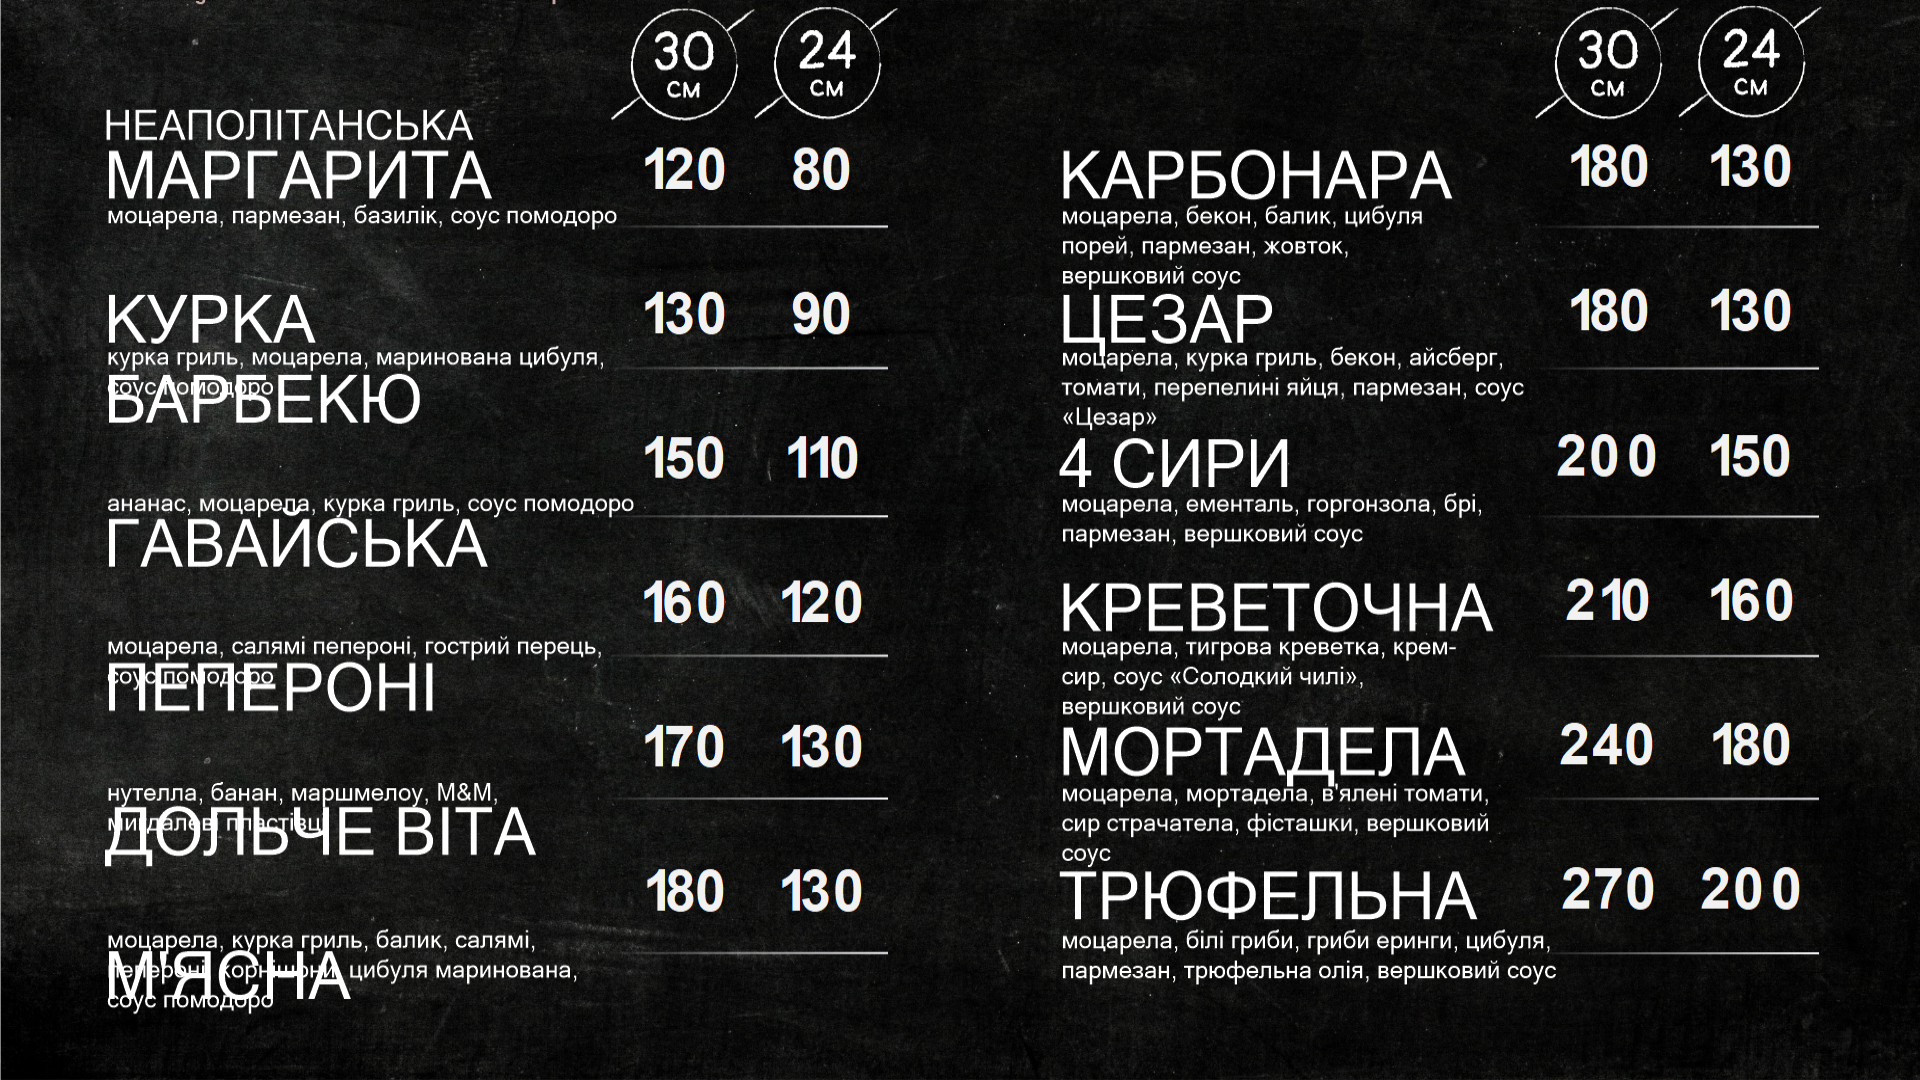 30 см 24 см
НЕАПОЛІТАНСЬКА
МАРГАРИТА 120 80
моцарела, пармезан, базилік, соус помодоро
КУРКА 130 90
курка гриль, моцарела, маринована цибуля,
соус помодоро
БАРБЕКЮ
150 110
ананас, моцарела, курка гриль, соус помодоро
ГАВАЙСЬКА
160 120
моцарела, салямі пепероні, гострий перець,
соус помодоро
ПЕПЕРОНІ
170 130
нутелла, банан, маршмелоу, M&M,
мигдалеві пластівці
ДОЛЬЧЕ ВІТА
180 130
моцарела, курка гриль, балик, салямі,
пепероні, корнішони, цибуля маринована,
М'ЯСНА
соус помодоро
30 см 24 см
КАРБОНАРА 180 130
моцарела, бекон, балик, цибуля
порей, пармезан, жовток,
вершковий соус
ЦЕЗАР 180 130
моцарела, курка гриль, бекон, айсберг,
томати, перепелині яйця, пармезан, соус
«Цезар»
4 СИРИ 200 150
моцарела, ементаль, горгонзола, брі,
пармезан, вершковий соус
КРЕВЕТОЧНА 210 160
моцарела, тигрова креветка, крем-
сир, соус «Солодкий чилі»,
вершковий соус
МОРТАДЕЛА 240 180
моцарела, мортадела, в'ялені томати,
сир страчатела, фісташки, вершковий
соус
ТРЮФЕЛЬНА 270 200
моцарела, білі гриби, гриби еринги, цибуля,
пармезан, трюфельна олія, вершковий соус